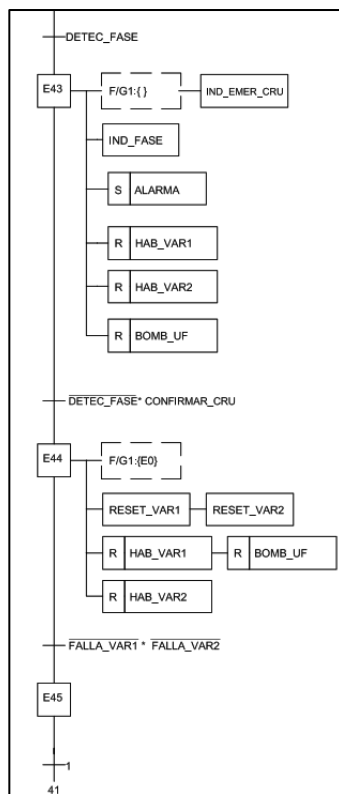 DETEC_FASE
E43 F/G1:{ } IND_EMER_CRU
IND_FASE
S ALARMA
R HAB_VAR1
R HAB_VAR2
R BOMB_UF
DETEC_FASE* CONFIRMAR_CRU
E44 F/G1:{E0}
RESET_VAR1 RESET_VAR2
R HAB_VAR1 R BOMB_UF
R HAB_VAR2
FALLA_VAR1 * FALLA_VAR2
E45
1
41